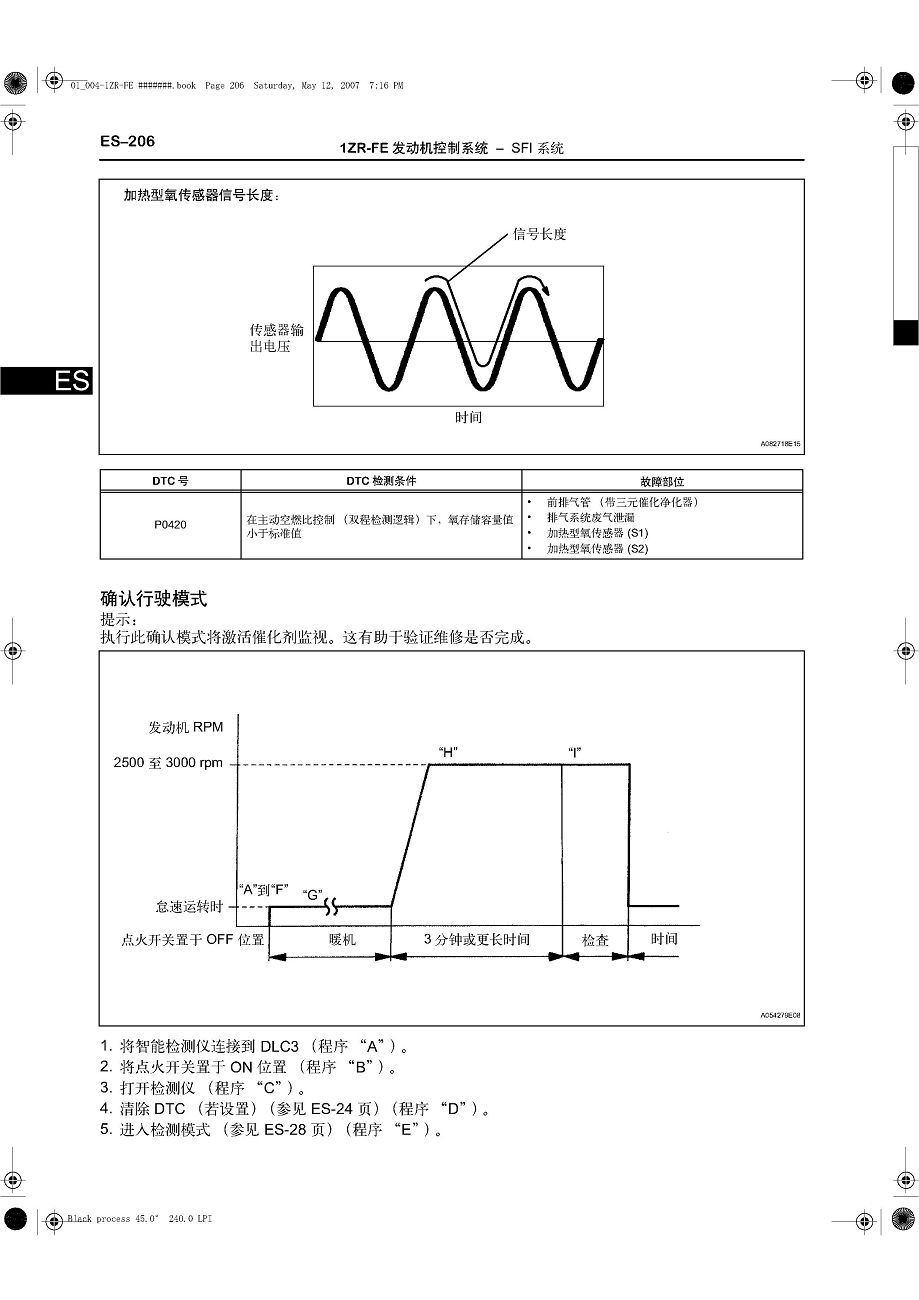 01_004-1ZR-FE #######.book Page 206 Saturday, May 12, 2007 7:16 PM
ES–206
1ZR-FE 发动机控制系统 – SFI 系统
加热型氧传感器信号长度：
信号长度
传感器输
出电压
时间
A082718E15
ES
DTC 号 DTC 检测条件 故障部位
P0420
在主动空燃比控制 （双程检测逻辑）下，氧存储容量值
小于标准值
• 前排气管 （带三元催化净化器）
• 排气系统废气泄漏
• 加热型氧传感器 (S1)
• 加热型氧传感器 (S2)
确认行驶模式
提示：
执行此确认模式将激活催化剂监视。这有助于验证维修是否完成。
发动机 RPM
2500 至 3000 rpm
“H”
“I”
“A”到“F”
“G”
怠速运转时
点火开关置于 OFF 位置
暖机
3 分钟或更长时间
检查
时间
A054279E08
1. 将智能检测仪连接到 DLC3 （程序 “A”）。
2. 将点火开关置于 ON 位置 （程序 “B”）。
3. 打开检测仪 （程序 “C”）。
4. 清除 DTC （若设置）（参见 ES-24 页）（程序 “D”）。
5. 进入检测模式 （参见 ES-28 页）（程序 “E”）。
Black process 45.0° 240.0 LPI